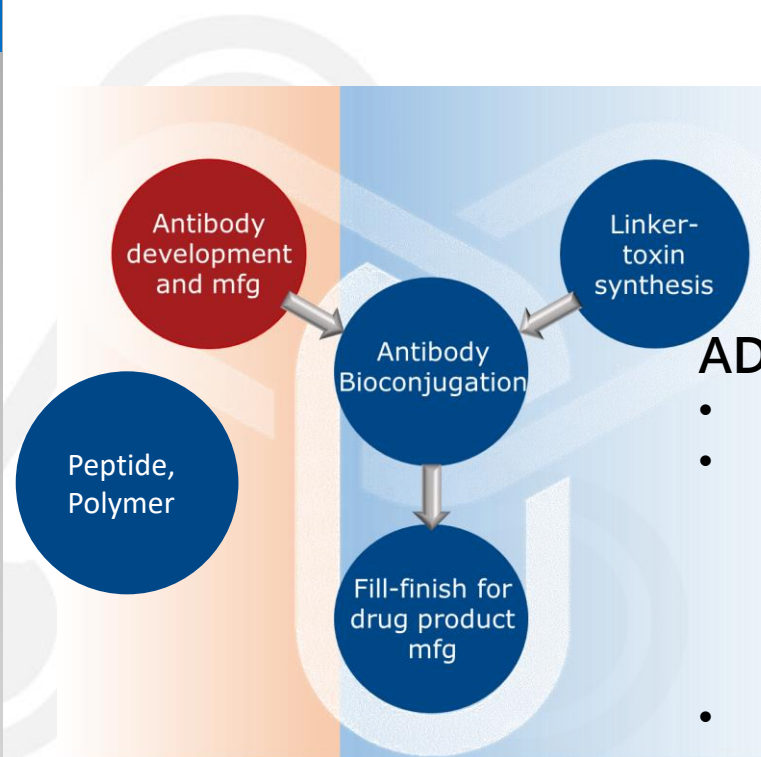 Antibody
development
and mfg
Linker-
toxin
synthesis
Antibody
Bioconjugation
AD
•
•
Peptide,
Polymer
Fill-finish for
drug product
mfg
•